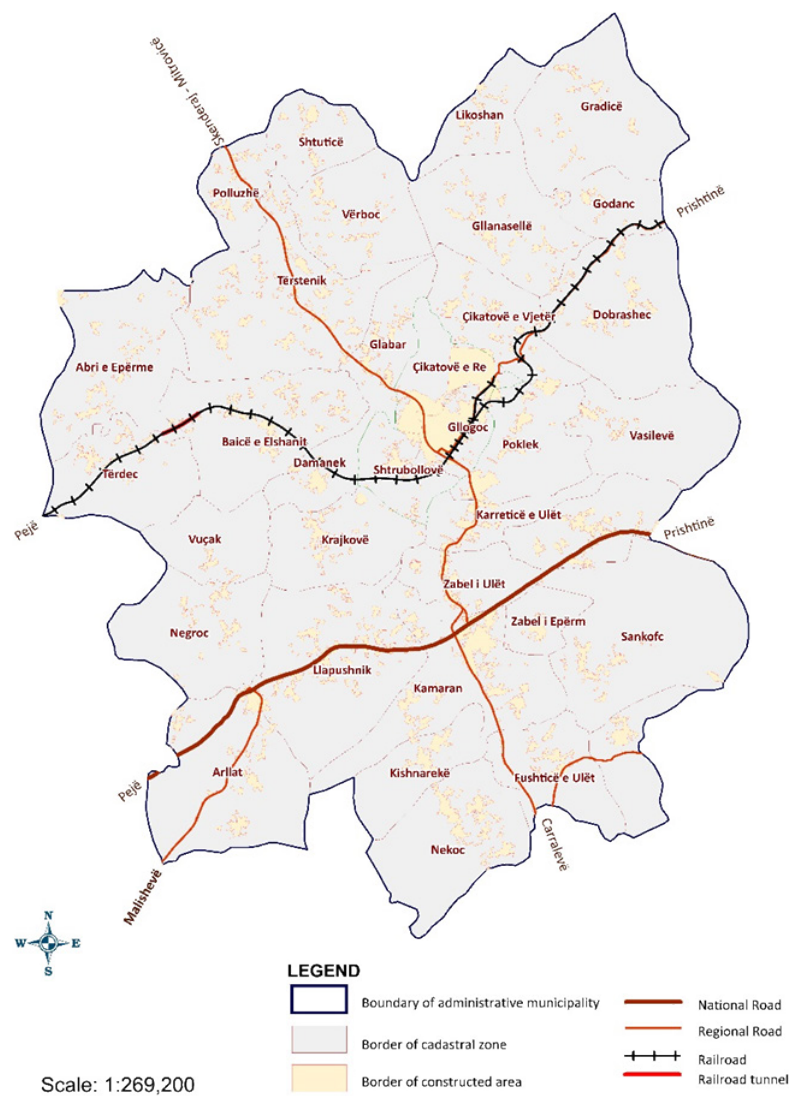 Skenderaj - Mitrovicë
Gradicë
Likoshan
Shtuticë
Polluzhë
Prishtinë
Godanc
Vërboc
Gllanasellë
Tërstenik
Çikatovë e Vjetër
Dobrashec
Glabar
Abri e Epërme
Çikatovë e Re
Gllogoc
Baicë e Elshanit
Poklek
Vasilevë
Damanek
Shtrubollovë
Tërdec
Pejë
Karreticë e Ulët
Prishtinë
Vuçak
Krajkovë
Zabel i Ulët
Zabel i Epërm
Negroc
Sankofc
Llapushnik
Kamaran
Arllat
Kishnarekë
Fushticë e Ulët
Pejë
Carralevë
Nekoc
Malishevë
N
W E
S
LEGEND
Boundary of administrative municipality
Border of cadastral zone
Border of constructed area
National Road
Regional Road
Railroad
Railroad tunnel
Scale: 1:269,200